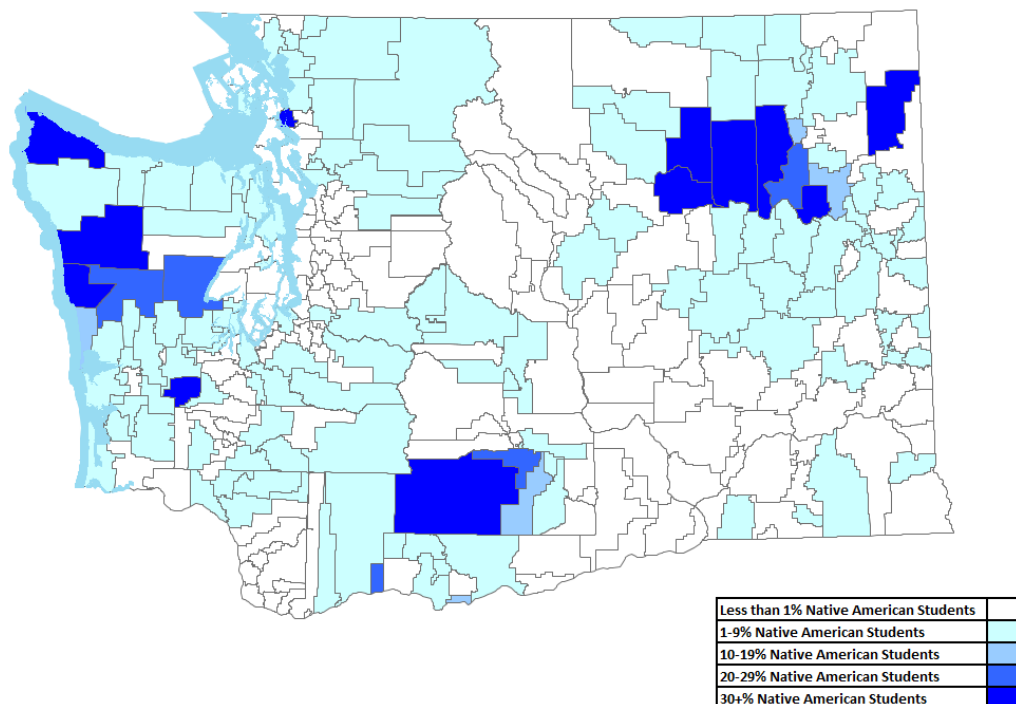 Less than 1% Native American Students
1-9% Native American Students
10-19% Native American Students
20-29% Native American Students
30+% Native American Students